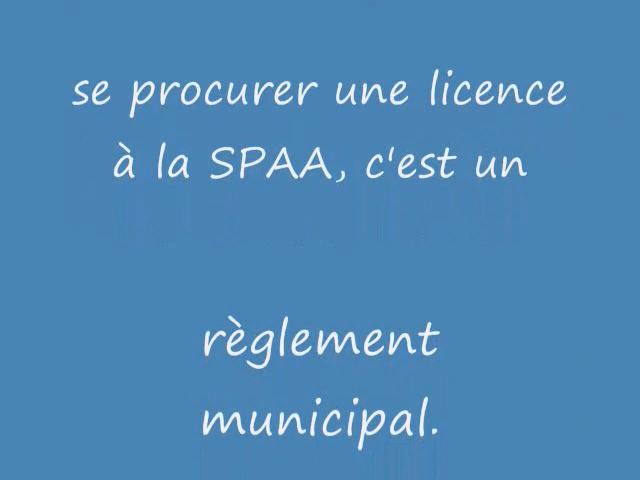 se procurer une licence
à la SPAA, c'est un
règlement
municipal.